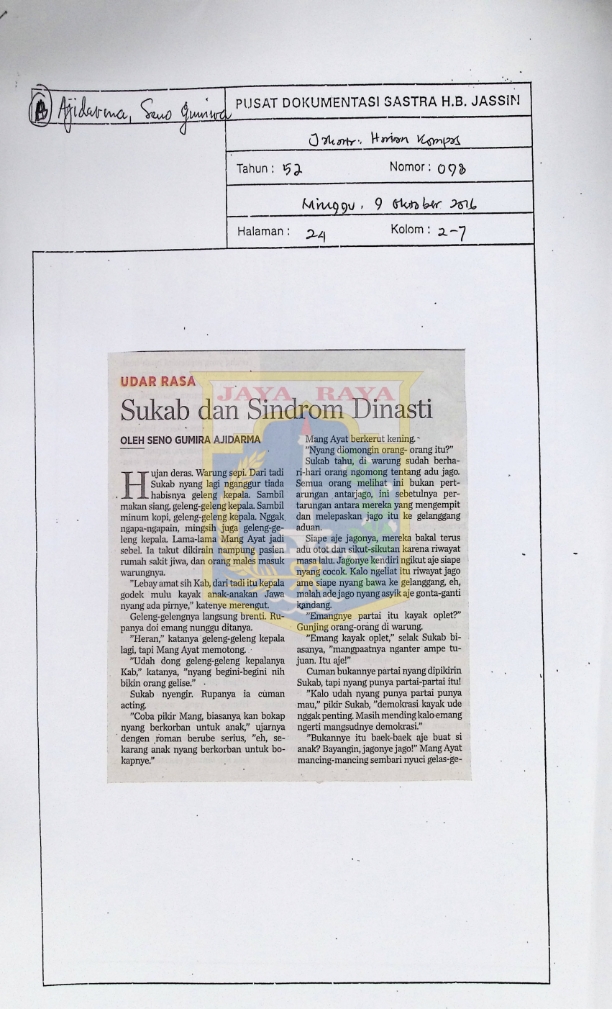 Ajidarma, Seno Gumira
PUSAT DOKUMENTASI SASTRA H.B. JASSIN
Jakarta: Harian Kompas
Tahun : 52 Nomor : 098
Minggu, 9 Oktober 2016
Halaman : 24 Kolom : 2-7
JAYA RAYA
UDAR RASA
Sukab dan Sindrom Dinasti
OLEH SENO GUMIRA AJIDARMA
Hujan deras. Warung sepi. Dari tadi
Sukab nyang lagi nganggur tiada
habisnya geleng kepala. Sambil
makan siang, geleng-geleng kepala. Sambil
minum kopi, geleng-geleng kepala. Nggak
ngapa-ngapain, mingsih juga geleng-ge-
leng kepala. Lama-lama Mang Ayat jadi
sebel. Ia takut dikirain nampung pasien
rumah sakit jiwa, dan orang males masuk
warungnya.
"Lebay amat sih Kab, dari tadi itu kepala
godek mulu kayak anak-anakan Jawa
nyang ada pirnye," katenye merengut.
Geleng-gelengnya langsung brenti. Ru-
panya doi emang nunggu ditanya.
"Heran," katanya geleng-geleng kepala
lagi, tapi Mang Ayat memotong.
"Udah dong geleng-geleng kepalanya
Kab," katanya, "nyang begini-begini nih
bikin orang gelise."
Sukab nyengir. Rupanya ia cuman
acting.
"Coba pikir Mang, biasanya kan bokap
nyang berkorban untuk anak," ujarnya
dengen roman berube serius, "eh, se-
karang anak nyang berkorban untuk bo-
kapnye."
Mang Ayat berkerut kening.
"Nyang diomongin orang- orang itu?"
Sukab tahu, di warung sudah berha-
ri-hari orang ngomong tentang adu jago.
Semua orang melihat ini bukan pert-
arungan antarjago, ini sebetulnya per-
tarungan antara mereka yang mengempit
dan melepaskan jago itu ke gelanggang
aduan.
Siape aje jagonya, mereka bakal terus
adu otot dan sikut-sikutan karena riwayat
masa lalu. Jagonye kendiri ngikut aje siape
nyang cocok. Kalo ngeliat itu riwayat jago
ame siape nyang bawa ke gelanggang, eh,
malah ade jago nyang asyik aje gonta-ganti
kandang.
"Emangnye partai itu kayak oplet?"
Gunjing orang-orang di warung.
"Emang kayak oplet," selak Sukab bi-
asanya, "mangpaatnya nganter ampe tu-
juan. Itu aje!"
Cuman bukannye partai nyang dipikirin
Sukab, tapi nyang punya partai-partai itu!
"Kalo udah nyang punya partai punya
mau," pikir Sukab, "demokrasi kayak ude
nggak penting. Masih mending kalo emang
ngerti mangsudnye demokrasi."
"Bukannye itu baek-baek aje buat si
anak? Bayangin, jagonye jago!" Mang Ayat
mancing-mancing sembari nyuci gelas-ge-